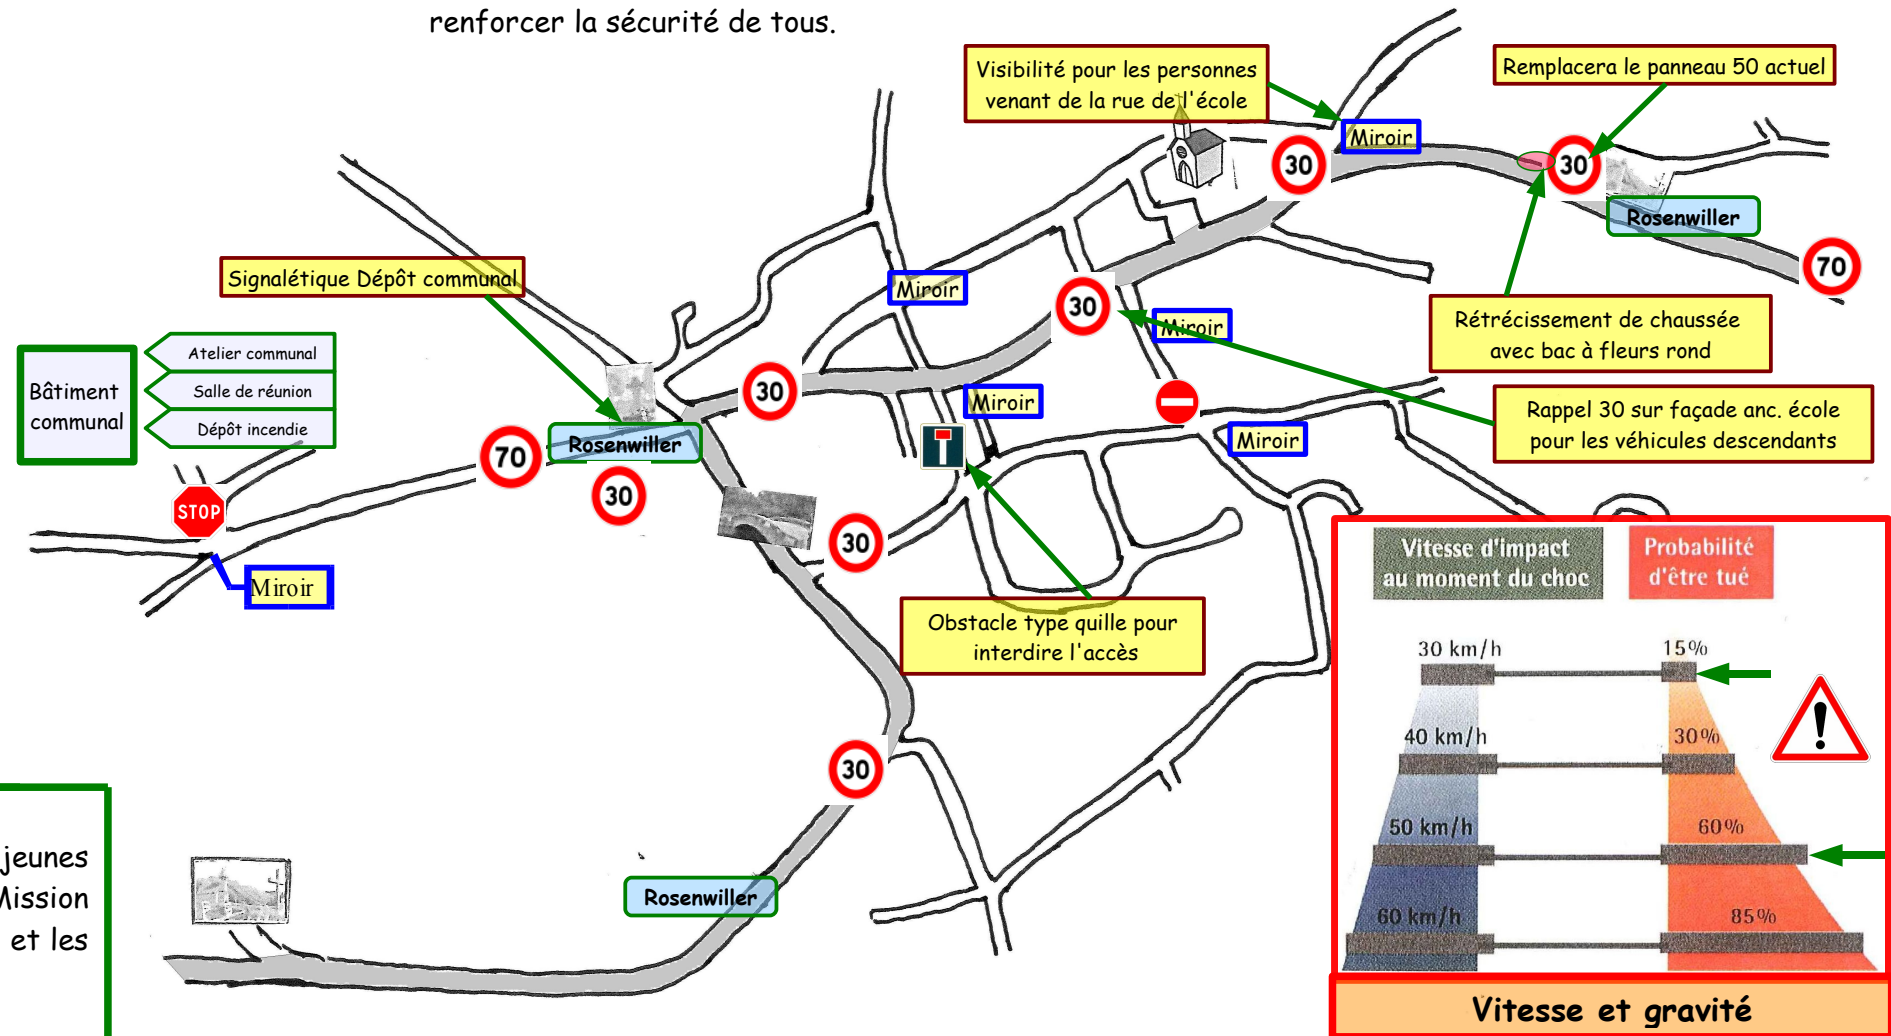 renforcer la sécurité de tous.
Visibilité pour les personnes
venant de la rue de l'école
Remplacera le panneau 50 actuel
Miroir
30
30
Rosenwiller
70
Signalétique Dépôt communal
Miroir
30
Miroir
Rétrécissement de chaussée
avec bac à fleurs rond
Bâtiment
communal
Atelier communal
Salle de réunion
Dépôt incendie
30
Miroir
Rappel 30 sur façade anc. école
pour les véhicules descendants
Miroir
Rosenwiller
70
30
STOP
Miroir
30
Obstacle type quille pour
interdire l'accès
30
Rosenwiller
jeunes
Mission
et les
Vitesse d'impact
au moment du choc
Probabilité
d'être tué
30 km/h 15%
40 km/h 30%
50 km/h 60%
60 km/h 85%
Vitesse et gravité